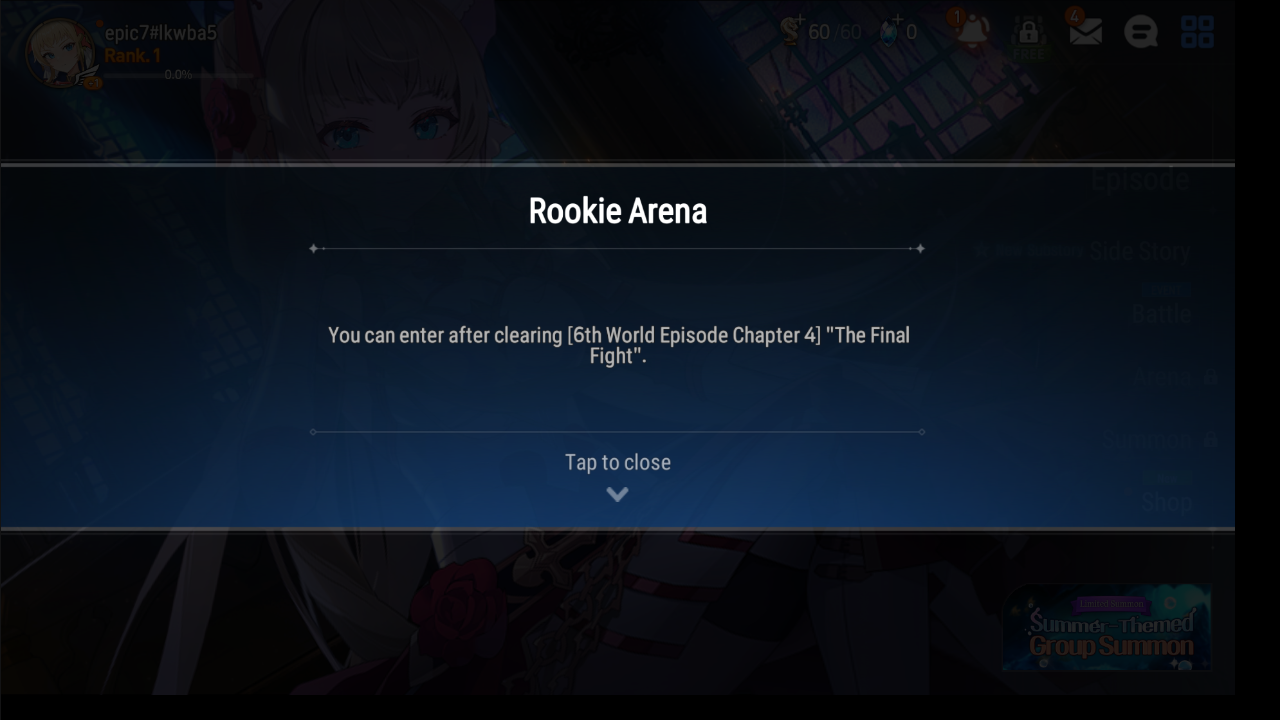 epic7#lkwba5
Rank. 1
0.0%
60/60
0
1
4
FREE
Rookie Arena
Episode
Side Story
You can enter after clearing [6th World Episode Chapter 4] "The Final
Fight".
Battle
Arena
Summon
Tap to close
Shop
Summer-Themed
Group Summon